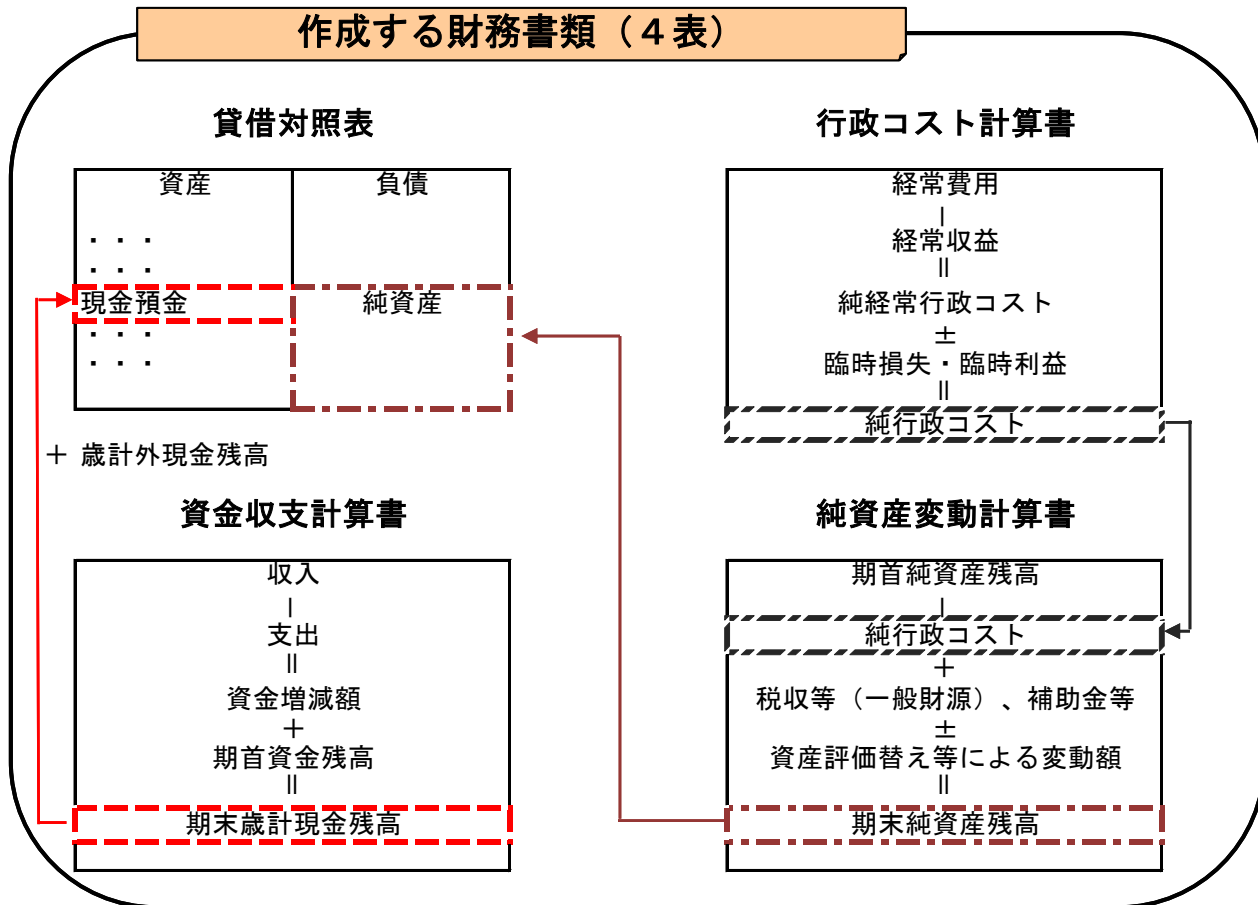 作成する財務書類（４表）
貸借対照表
資産
負債
・・・
・・・
現金預金
純資産
・・・
・・・
＋ 歳計外現金残高
行政コスト計算書
経常費用
－
経常収益
＝
純経常行政コスト
±
臨時損失・臨時利益
＝
純行政コスト
資金収支計算書
収入
－
支出
＝
資金増減額
＋
期首資金残高
＝
期末歳計現金残高
純資産変動計算書
期首純資産残高
－
純行政コスト
＋
税収等（一般財源）、補助金等
±
資産評価替え等による変動額
＝
期末純資産残高